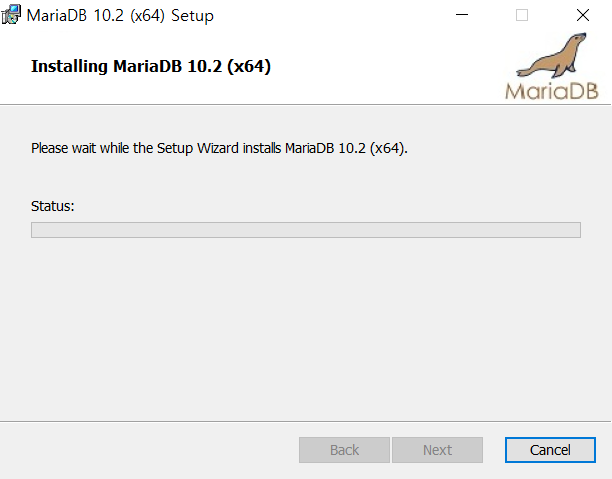 MariaDB 10.2 (x64) Setup
Installing MariaDB 10.2 (x64)
MariaDB
Please wait while the Setup Wizard installs MariaDB 10.2 (x64).
Status:
Back
Next
Cancel